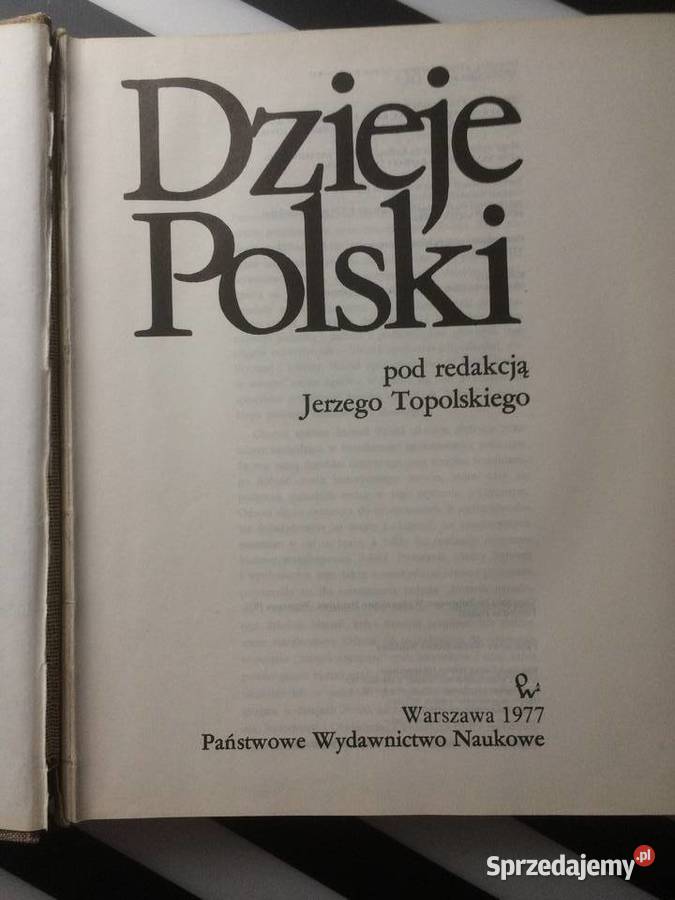 Dzieje
Polski
pod redakcją
Jerzego Topolskiego
Warszawa 1977
Państwowe Wydawnictwo Naukowe
Sprzedajemy.pl